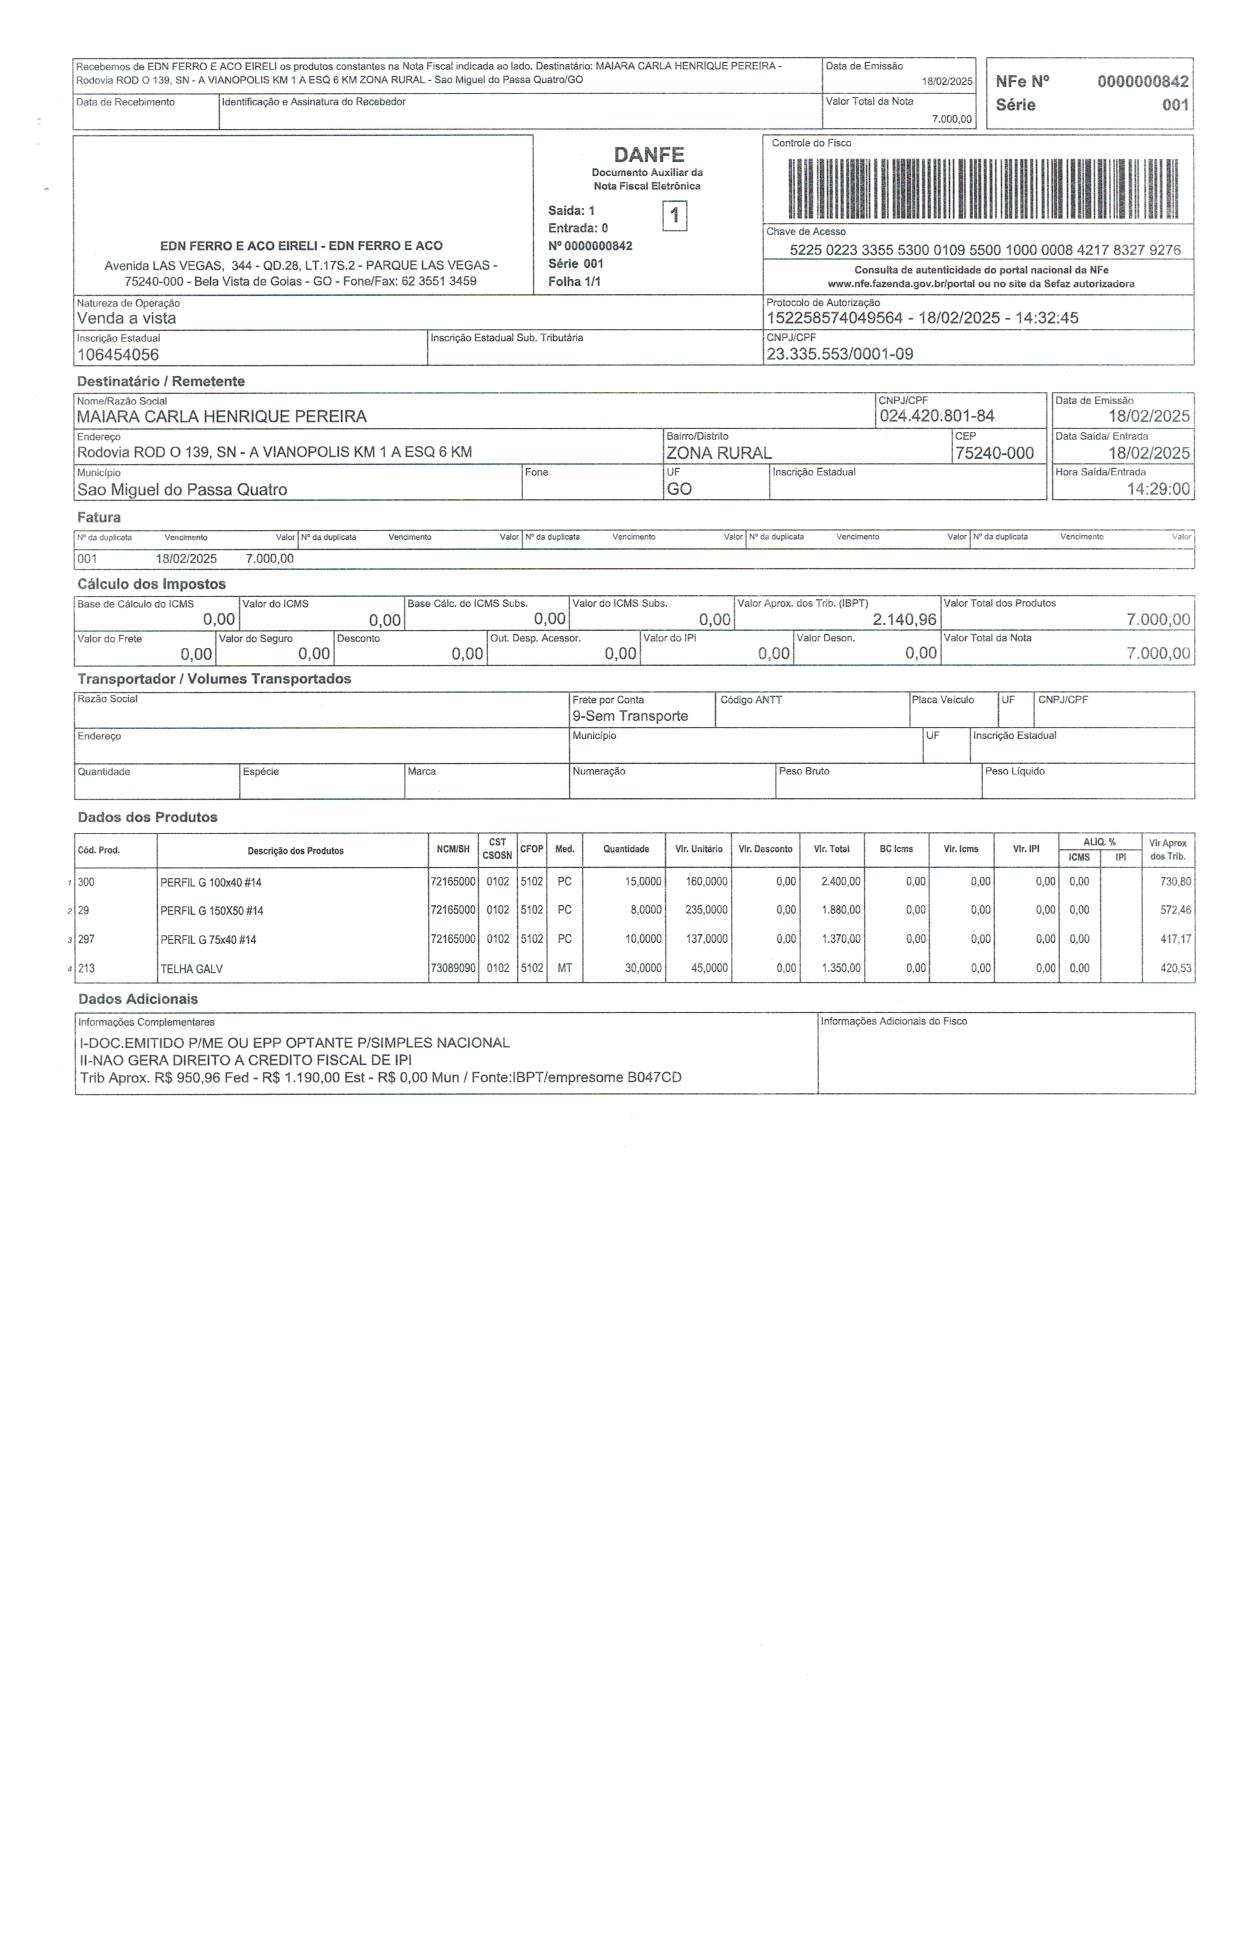 Recebemos de EDN FERRO E ACO EIRELI os produtos constantes na Nota Fiscal indicada ao lado. Destinatário: MAIARA CARLA HENRIQUE PEREIRA -
Rodovia ROD O 139, SN - A VIANOPOLIS KM 1 A ESQ 6 KM ZONA RURAL - Sao Miguel do Passa Quatro/GO
Data de Emissão
18/02/2025
Data de Recebimento
Identificação e Assinatura do Recebedor
Valor Total da Nota
7.000,00
NFe Nº 0000000842
Série 001
EDN FERRO E ACO EIRELI - EDN FERRO E ACO
Avenida LAS VEGAS, 344 - QD.28, LT.17S.2 - PARQUE LAS VEGAS -
75240-000 - Bela Vista de Goias - GO - Fone/Fax: 62 3551 3459
DANFE
Documento Auxiliar da
Nota Fiscal Eletrônica
Saída: 1
Entrada: 0
1
Nº 0000000842
Série 001
Folha 1/1
Controle do Fisco
Chave de Acesso
5225 0223 3355 5300 0109 5500 1000 0008 4217 8327 9276
Consulta de autenticidade do portal nacional da NFe
www.nfe.fazenda.gov.br/portal ou no site da Sefaz autorizadora
Natureza de Operação
Venda a vista
Protocolo de Autorização
152258574049564 - 18/02/2025 - 14:32:45
Inscrição Estadual
106454056
Inscrição Estadual Sub. Tributária
CNPJ/CPF
23.335.553/0001-09
Destinatário / Remetente
Nome/Razão Social
MAIARA CARLA HENRIQUE PEREIRA
CNPJ/CPF
024.420.801-84
Data de Emissão
18/02/2025
Endereço
Rodovia ROD O 139, SN - A VIANOPOLIS KM 1 A ESQ 6 KM
Bairro/Distrito
ZONA RURAL
CEP
75240-000
Data Saída/ Entrada
18/02/2025
Município
Sao Miguel do Passa Quatro
Fone
UF
GO
Inscrição Estadual
Hora Saída/Entrada
14:29:00
Fatura
Nº da duplicata Vencimento Valor Nº da duplicata Vencimento Valor Nº da duplicata Vencimento Valor Nº da duplicata Vencimento Valor Nº da duplicata Vencimento Valor
001 18/02/2025 7.000,00
Cálculo dos Impostos
Base de Cálculo do ICMS Valor do ICMS Base Cálc. do ICMS Subs. Valor do ICMS Subs. Valor Aprox. dos Trib. (IBPT) Valor Total dos Produtos
0,00 0,00 0,00 0,00 2.140,96 7.000,00
Valor do Frete Valor do Seguro Desconto Out. Desp. Acessor. Valor do IPI Valor Deson. Valor Total da Nota
0,00 0,00 0,00 0,00 0,00 0,00 7.000,00
Transportador / Volumes Transportados
Razão Social
Frete por Conta
9-Sem Transporte
Código ANTT
Placa Veículo
UF
CNPJ/CPF
Endereço Município UF Inscrição Estadual
Quantidade Espécie Marca Numeração Peso Bruto Peso Líquido
Dados dos Produtos
Cód. Prod. Descrição dos Produtos NCM/SH CST CSOSN CFOP Med. Quantidade Vlr. Unitário Vlr. Desconto Vlr. Total BC Icms Vlr. Icms Vlr. IPI ALIQ. % ICMS IPI Vlr Aprox dos Trib.
1 300 PERFIL G 100x40 #14 72165000 0102 5102 PC 15,0000 160,0000 0,00 2.400,00 0,00 0,00 0,00 0,00 730,80
2 29 PERFIL G 150X50 #14 72165000 0102 5102 PC 8,0000 235,0000 0,00 1.880,00 0,00 0,00 0,00 0,00 572,46
3 297 PERFIL G 75x40 #14 72165000 0102 5102 PC 10,0000 137,0000 0,00 1.370,00 0,00 0,00 0,00 0,00 417,17
4 213 TELHA GALV 73089090 0102 5102 MT 30,0000 45,0000 0,00 1.350,00 0,00 0,00 0,00 0,00 420,53
Dados Adicionais
Informações Complementares
I-DOC.EMITIDO P/ME OU EPP OPTANTE P/SIMPLES NACIONAL
II-NAO GERA DIREITO A CREDITO FISCAL DE IPI
Trib Aprox. R$ 950,96 Fed - R$ 1.190,00 Est - R$ 0,00 Mun / Fonte:IBPT/empresome B047CD
Informações Adicionais do Fisco